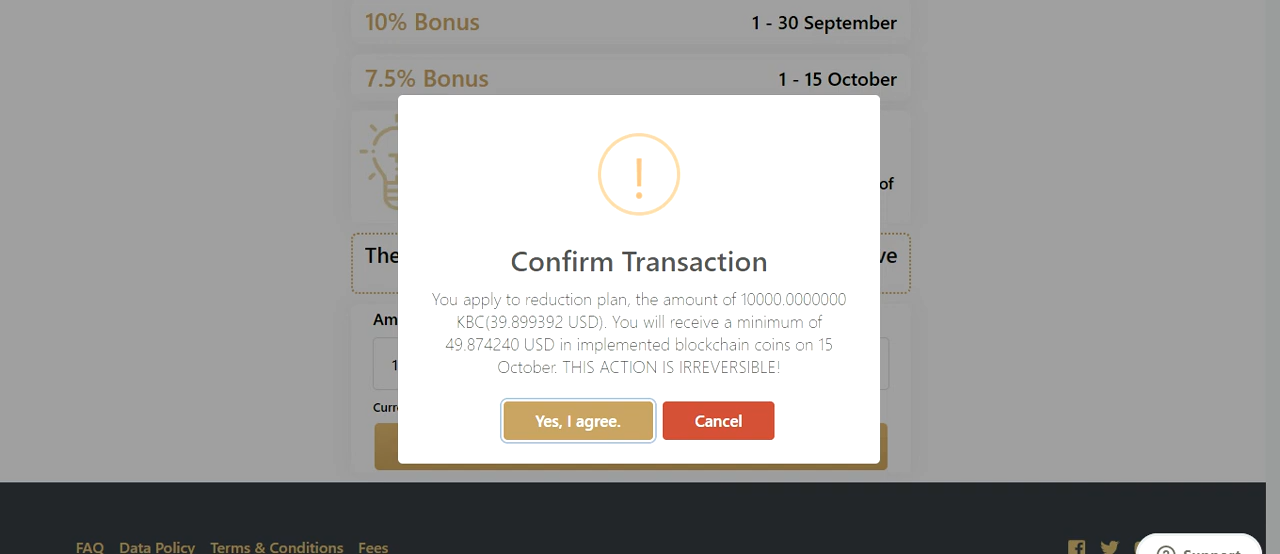 10% Bonus
1 - 30 September
7.5% Bonus
1 - 15 October
of
The
ve
Confirm Transaction
You apply to reduction plan, the amount of 10000.0000000
KBC(39.899392 USD). You will receive a minimum of
49.874240 USD in implemented blockchain coins on 15
October. THIS ACTION IS IRREVERSIBLE!
Am
1
Curr
Yes, I agree.
Cancel
FAQ Data Policy Terms & Conditions Fees
Support